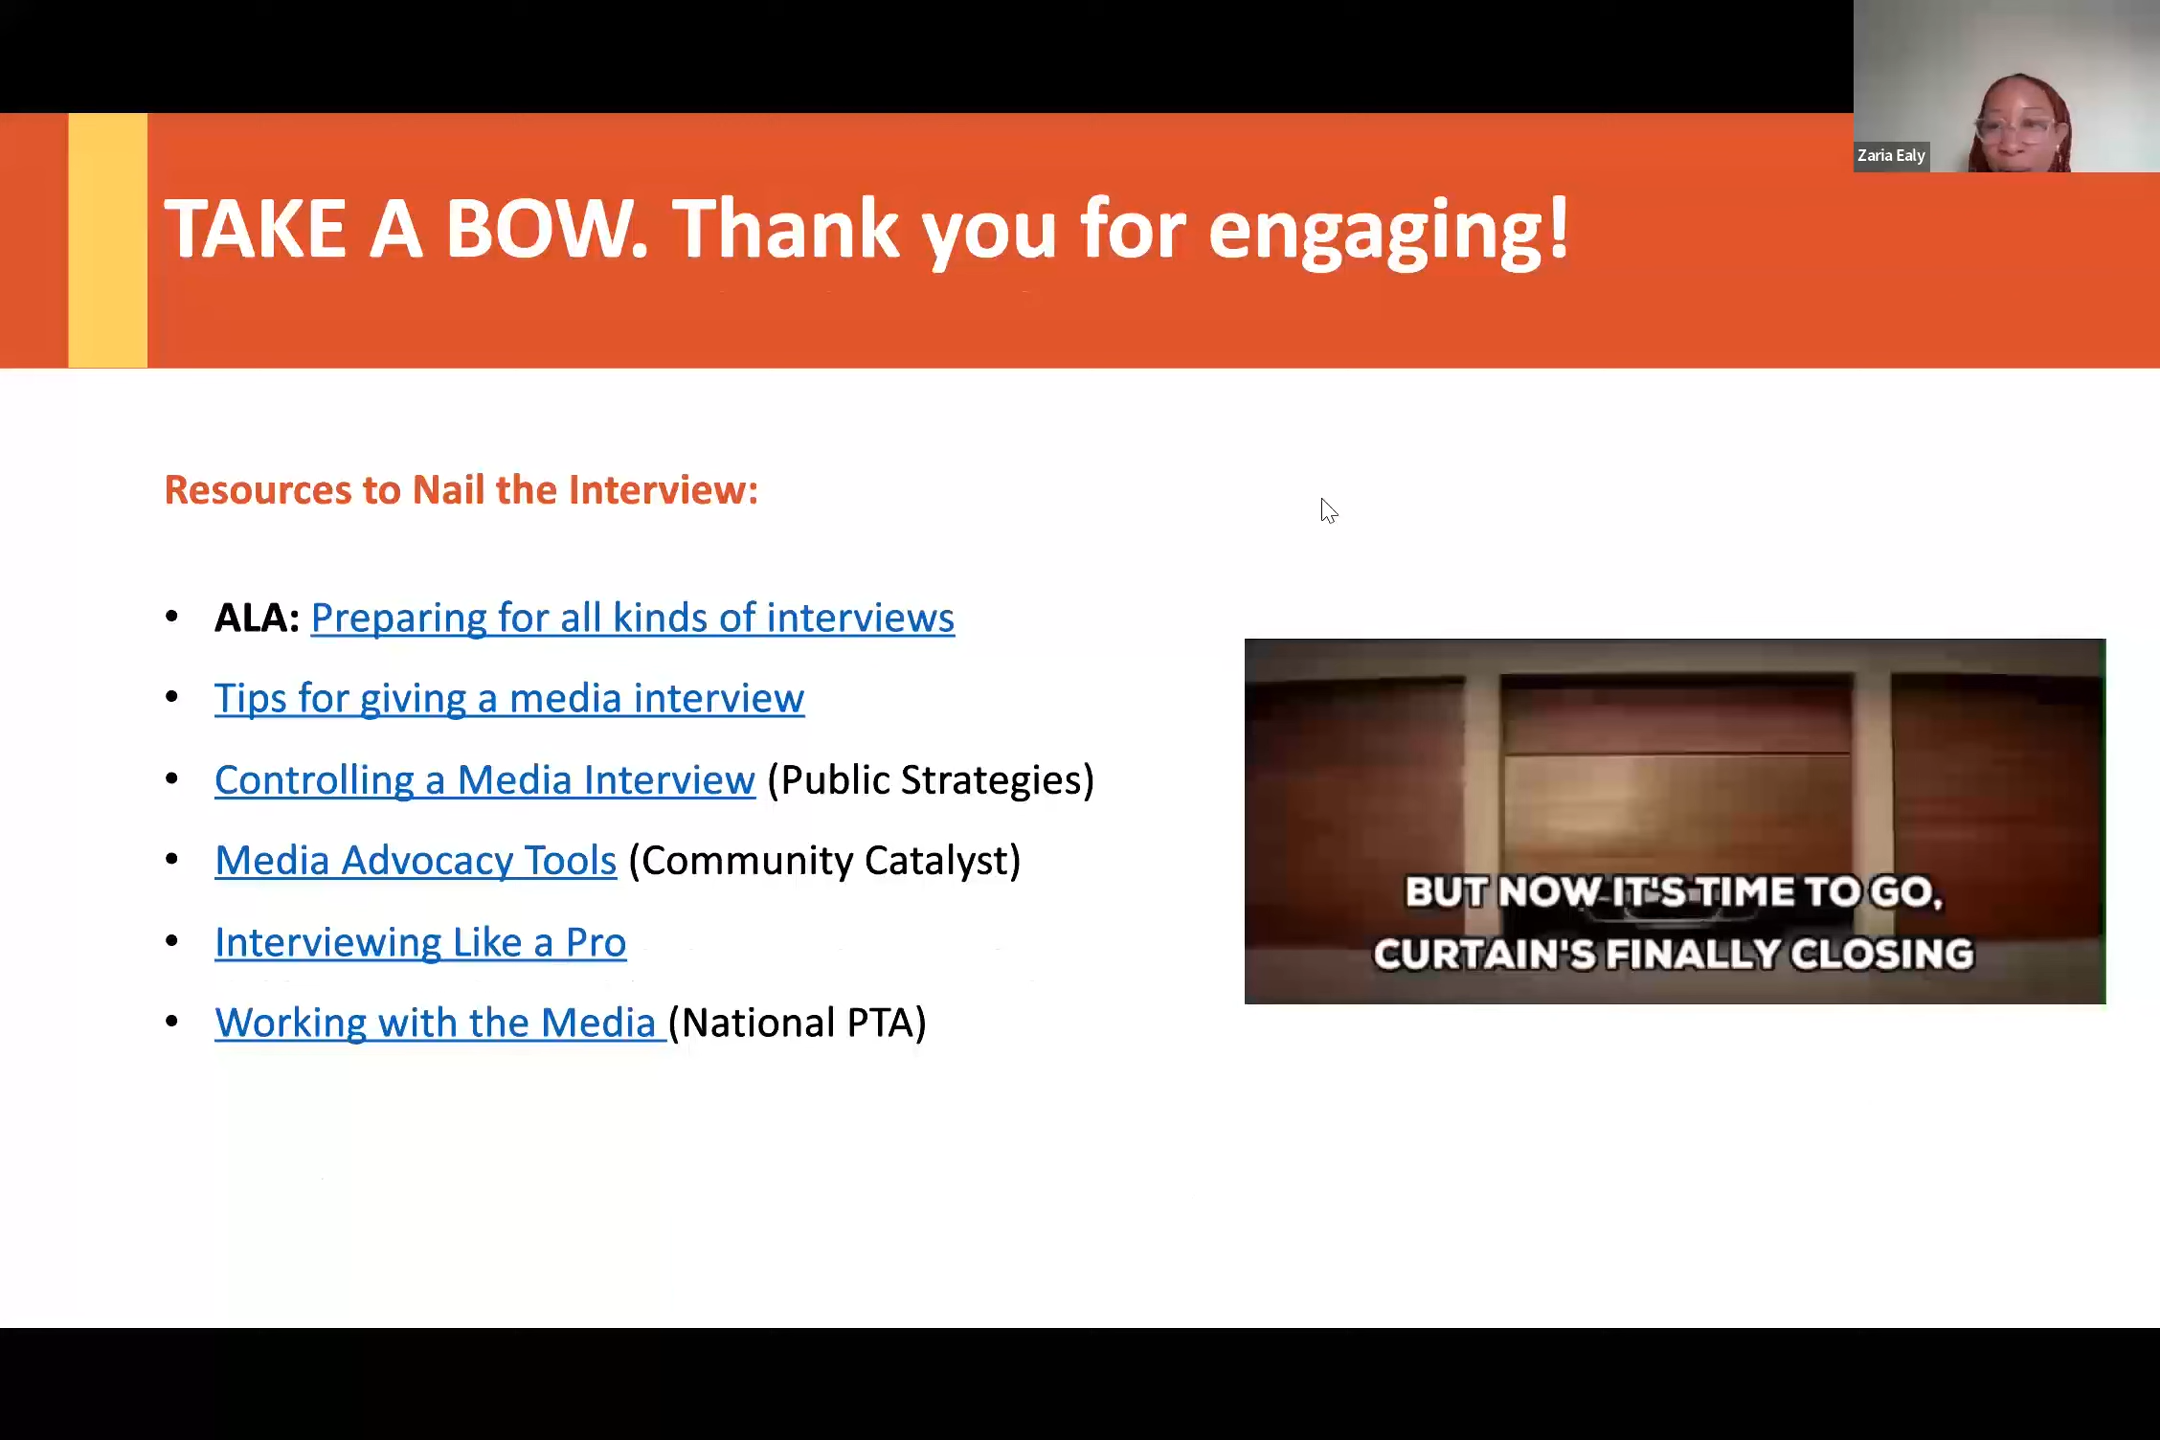 Zaria Ealy
TAKE A BOW. Thank you for engaging!
Resources to Nail the Interview:
• ALA: Preparing for all kinds of interviews
• Tips for giving a media interview
• Controlling a Media Interview (Public Strategies)
• Media Advocacy Tools (Community Catalyst)
• Interviewing Like a Pro
• Working with the Media (National PTA)
BUT NOW IT'S TIME TO GO,
CURTAIN'S FINALLY CLOSING